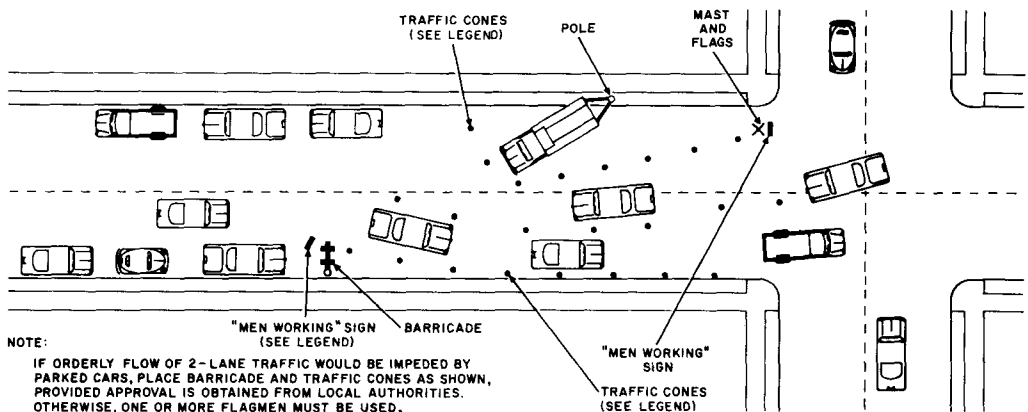 TRAFFIC CONES
(SEE LEGEND)
POLE
MAST
AND
FLAGS
"MEN WORKING" SIGN
(SEE LEGEND)
BARRICADE
"MEN WORKING"
SIGN
TRAFFIC CONES
(SEE LEGEND)
NOTE:
IF ORDERLY FLOW OF 2-LANE TRAFFIC WOULD BE IMPEDED BY
PARKED CARS, PLACE BARRICADE AND TRAFFIC CONES AS SHOWN,
PROVIDED APPROVAL IS OBTAINED FROM LOCAL AUTHORITIES.
OTHERWISE, ONE OR MORE FLAGMEN MUST BE USED.